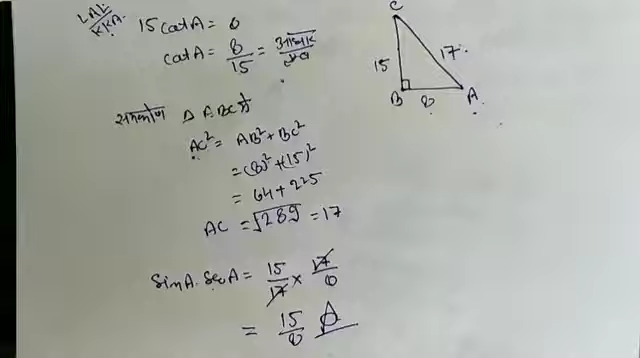 LAL
KKA.
15 cot A = 8
cot A = 8/15 = आधार/लम्ब
C
15
17
B
8
A
समकोण Δ ABC में
AC² = AB² + BC²
= (8)² + (15)²
= 64 + 225
AC = √289 = 17
Sin A. Sec A = 15/17 × 17/8
= 15/8 A